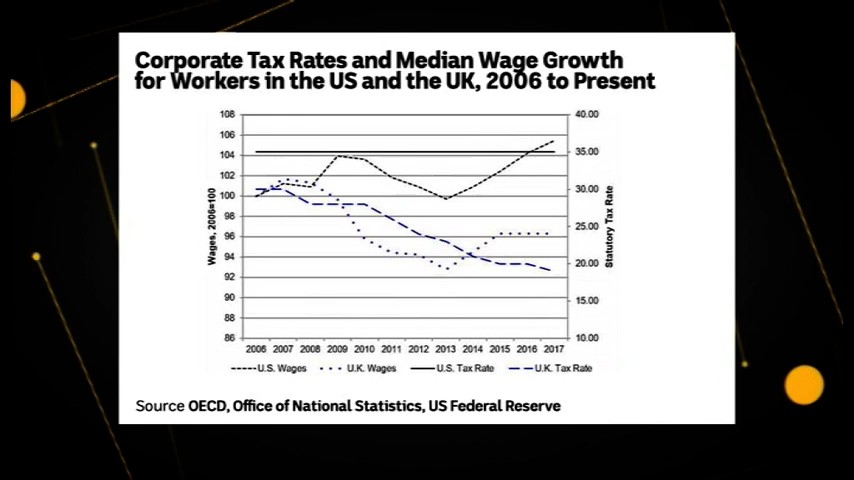 Corporate Tax Rates and Median Wage Growth
for Workers in the US and the UK, 2006 to Present
108 40.00
106
104 35.00
102
100 30.00
98
96 25.00
94 20.00
92
90 15.00
88
86 10.00
Wages, 2006=100
Statutory Tax Rate
2006 2007 2008 2009 2010 2011 2012 2013 2014 2015 2016 2017
U.S. Wages U.K. Wages U.S. Tax Rate U.K. Tax Rate
Source OECD, Office of National Statistics, US Federal Reserve